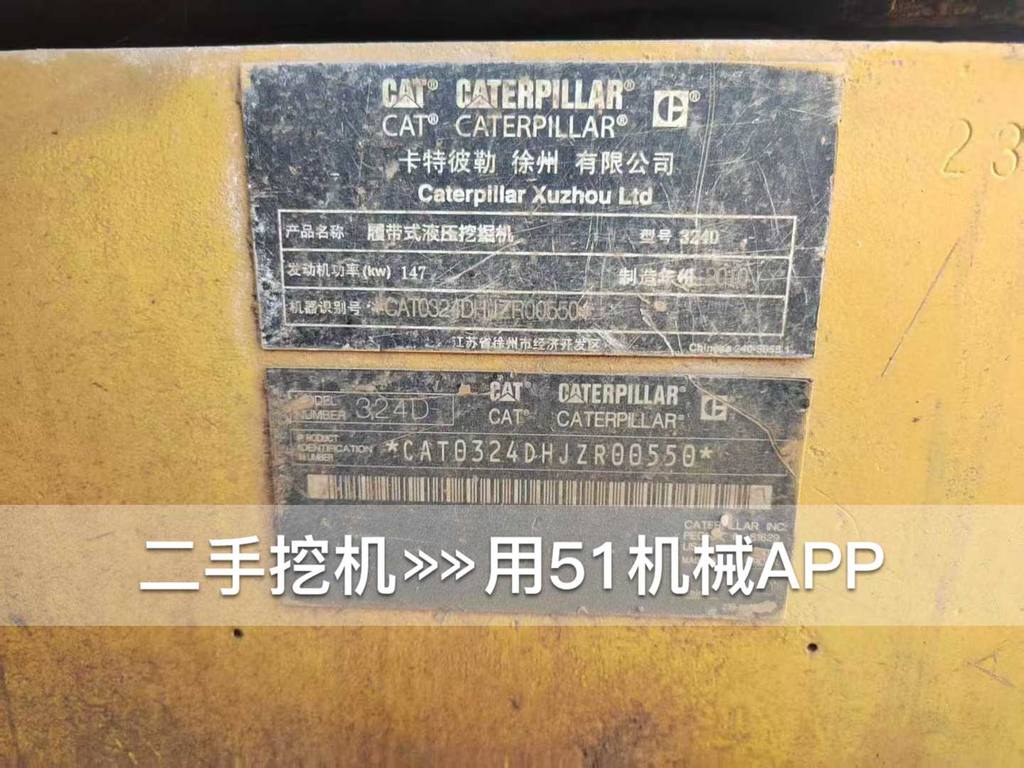 CAT® CATERPILLAR®
CAT® CATERPILLAR®
卡特彼勒 徐州 有限公司
Caterpillar Xuzhou Ltd
产品名称 履带式液压挖掘机 型号 324D
发动机功率(kw) 147 制造年份 2010
机器识别号 *CAT0324DHJZR00550*
江苏省徐州市经济开发区
23
MODEL NUMBER 324D
CAT® CATERPILLAR®
CAT® CATERPILLAR®
PRODUCT IDENTIFICATION NUMBER *CAT0324DHJZR00550*
CATERPILLAR INC.
61629
二手挖机»»用51机械APP